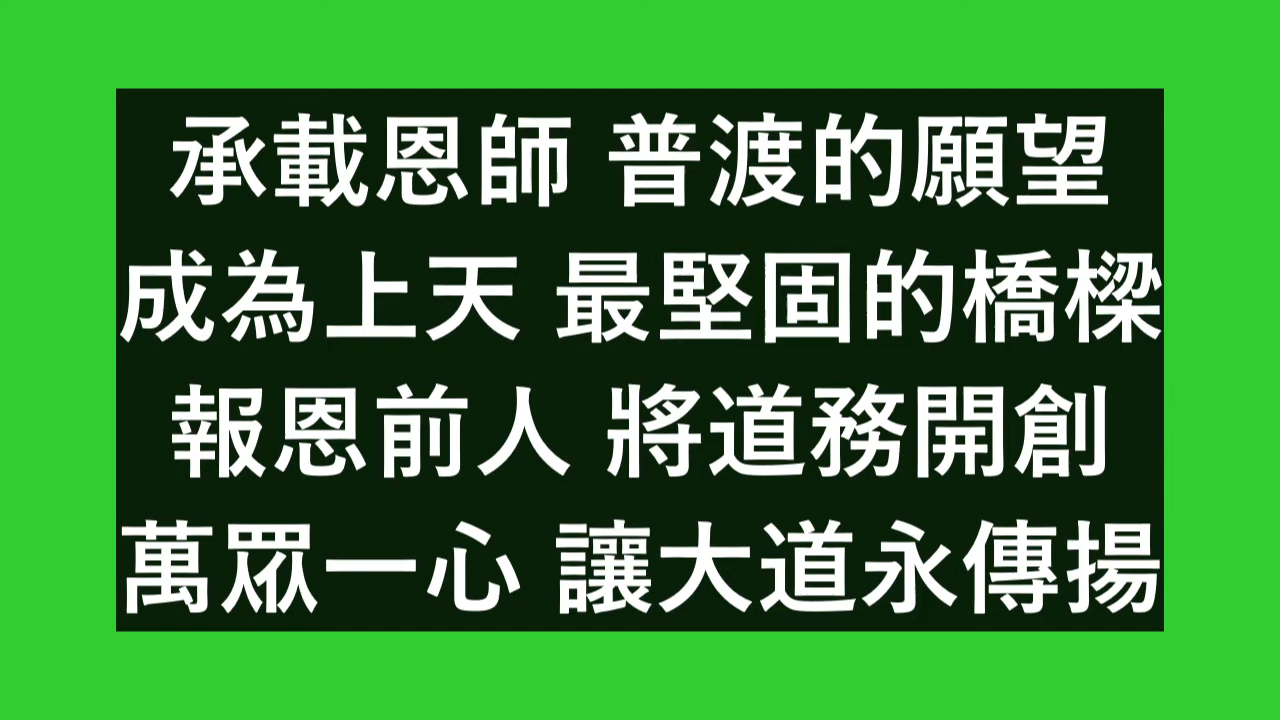 承載恩師 普渡的願望
成為上天 最堅固的橋樑
報恩前人 將道務開創
萬眾一心 讓大道永傳揚